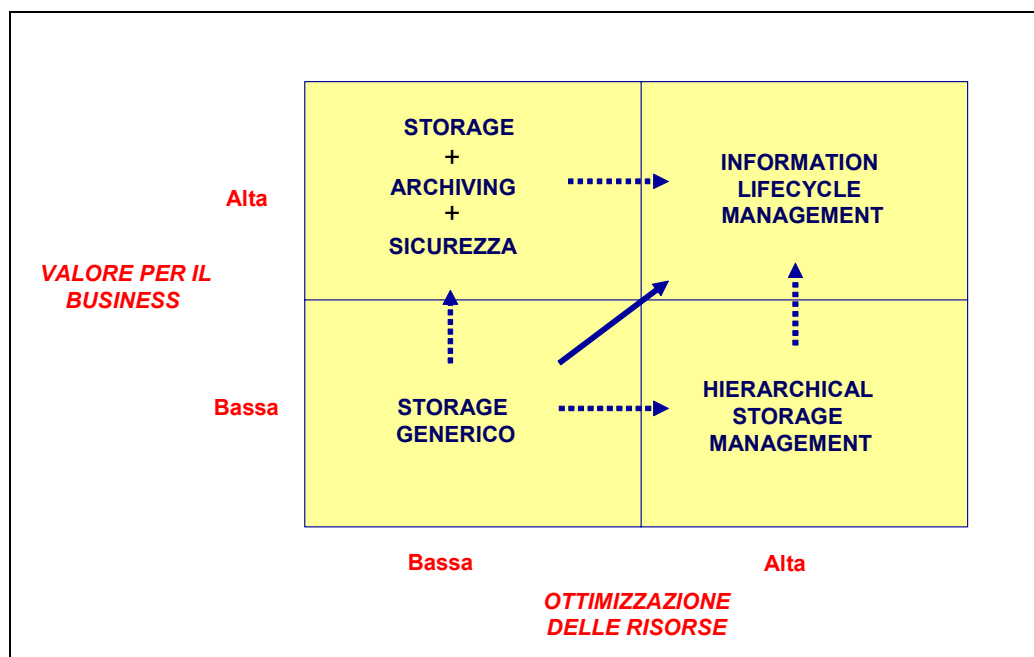 STORAGE
+
ARCHIVING
+
SICUREZZA
INFORMATION
LIFECYCLE
MANAGEMENT
Alta
VALORE PER IL
BUSINESS
Bassa
STORAGE
GENERICO
HIERARCHICAL
STORAGE
MANAGEMENT
Bassa
Alta
OTTIMIZZAZIONE
DELLE RISORSE